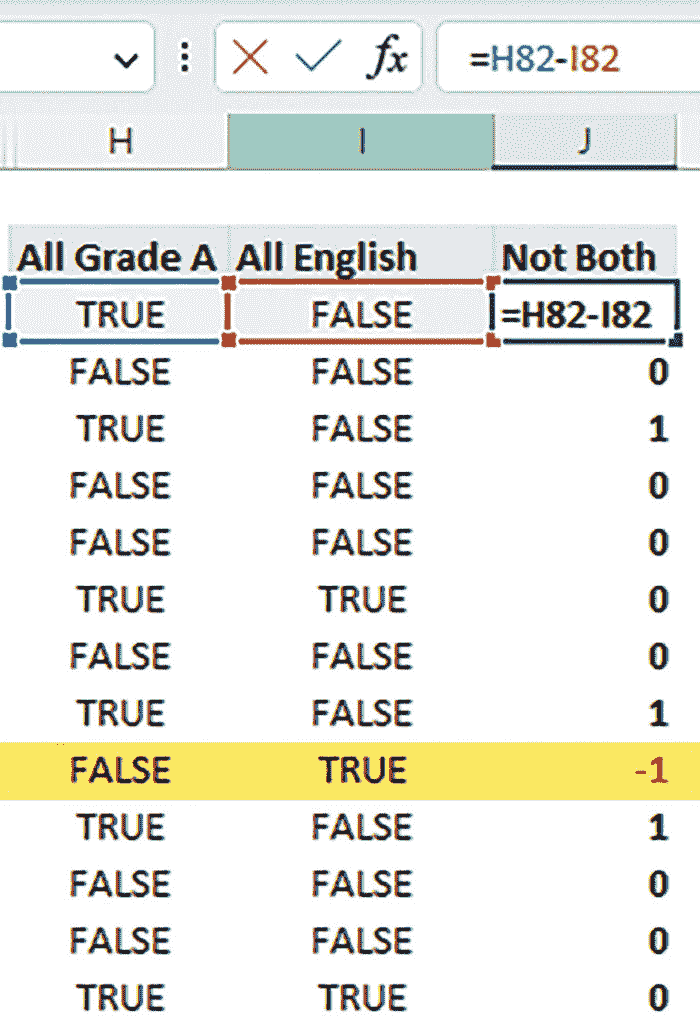 fx =H82-I82
H I J
All Grade A All English Not Both
TRUE FALSE =H82-I82
FALSE FALSE 0
TRUE FALSE 1
FALSE FALSE 0
FALSE FALSE 0
TRUE TRUE 0
FALSE FALSE 0
TRUE FALSE 1
FALSE TRUE -1
TRUE FALSE 1
FALSE FALSE 0
FALSE FALSE 0
TRUE TRUE 0